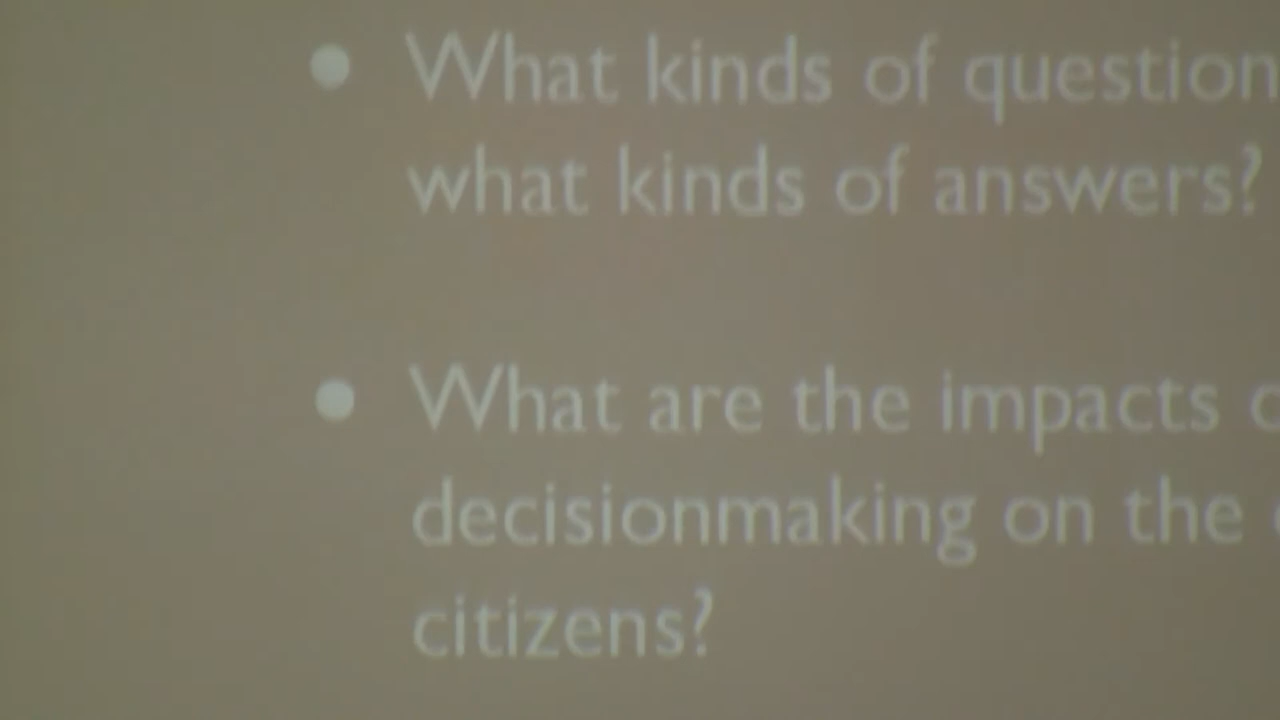 • What kinds of question
what kinds of answers?
• What are the impacts
decisionmaking on the
citizens?